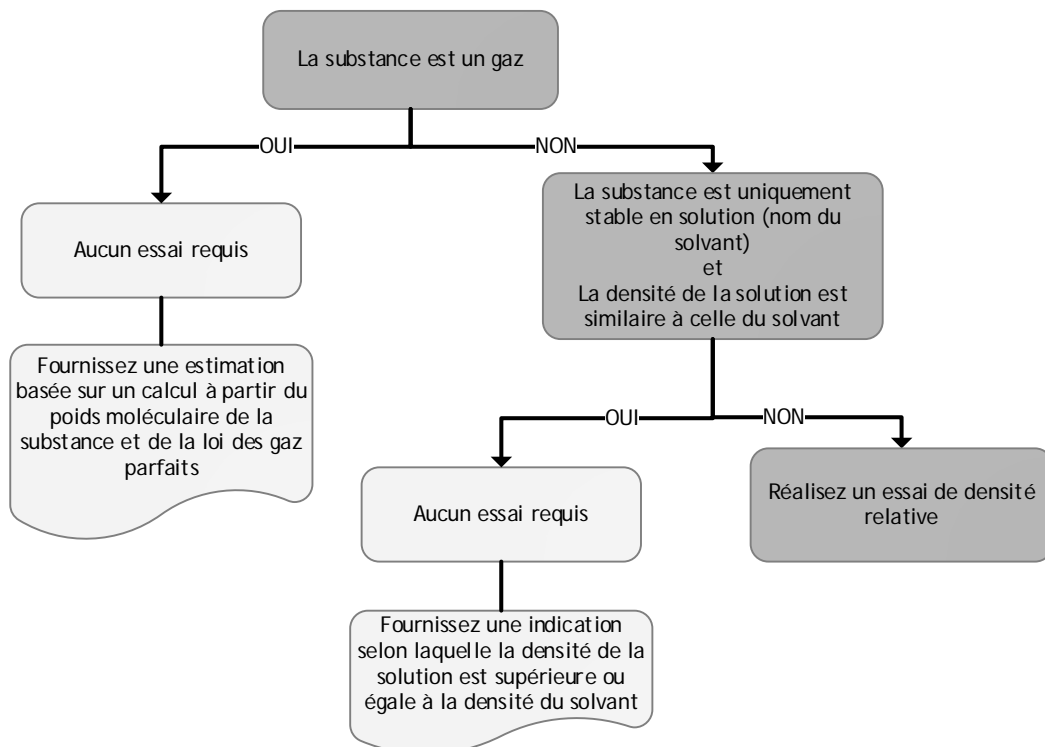 La substance est un gaz
OUI
NON
Aucun essai requis
La substance est uniquement
stable en solution (nom du
solvant)
et
La densité de la solution est
similaire à celle du solvant
Fournissez une estimation
basée sur un calcul à partir du
poids moléculaire de la
substance et de la loi des gaz
parfaits
OUI
NON
Aucun essai requis
Réalisez un essai de densité
relative
Fournissez une indication
selon laquelle la densité de la
solution est supérieure ou
égale à la densité du solvant